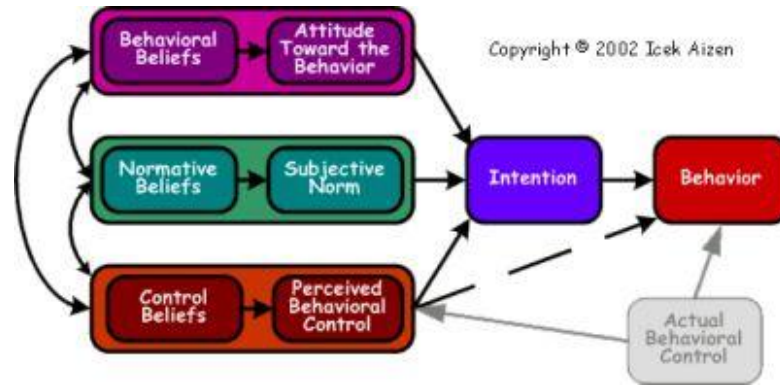 Behavioral
Beliefs
Attitude
Toward the
Behavior
Copyright © 2002 Icek Aizen
Normative
Beliefs
Subjective
Norm
Intention
Behavior
Control
Beliefs
Perceived
Behavioral
Control
Actual
Behavioral
Control